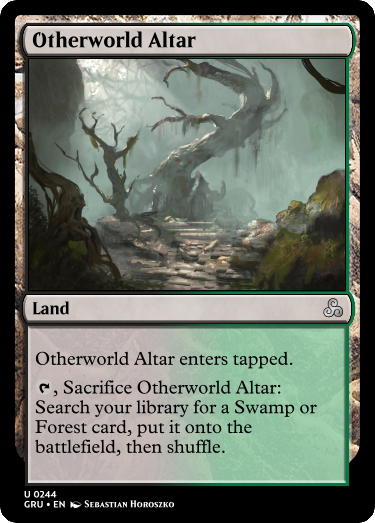 Otherworld Altar
Land
Otherworld Altar enters tapped.
, Sacrifice Otherworld Altar:
Search your library for a Swamp or
Forest card, put it onto the
battlefield, then shuffle.
U 0244
GRU • EN Sebastian Horoszko